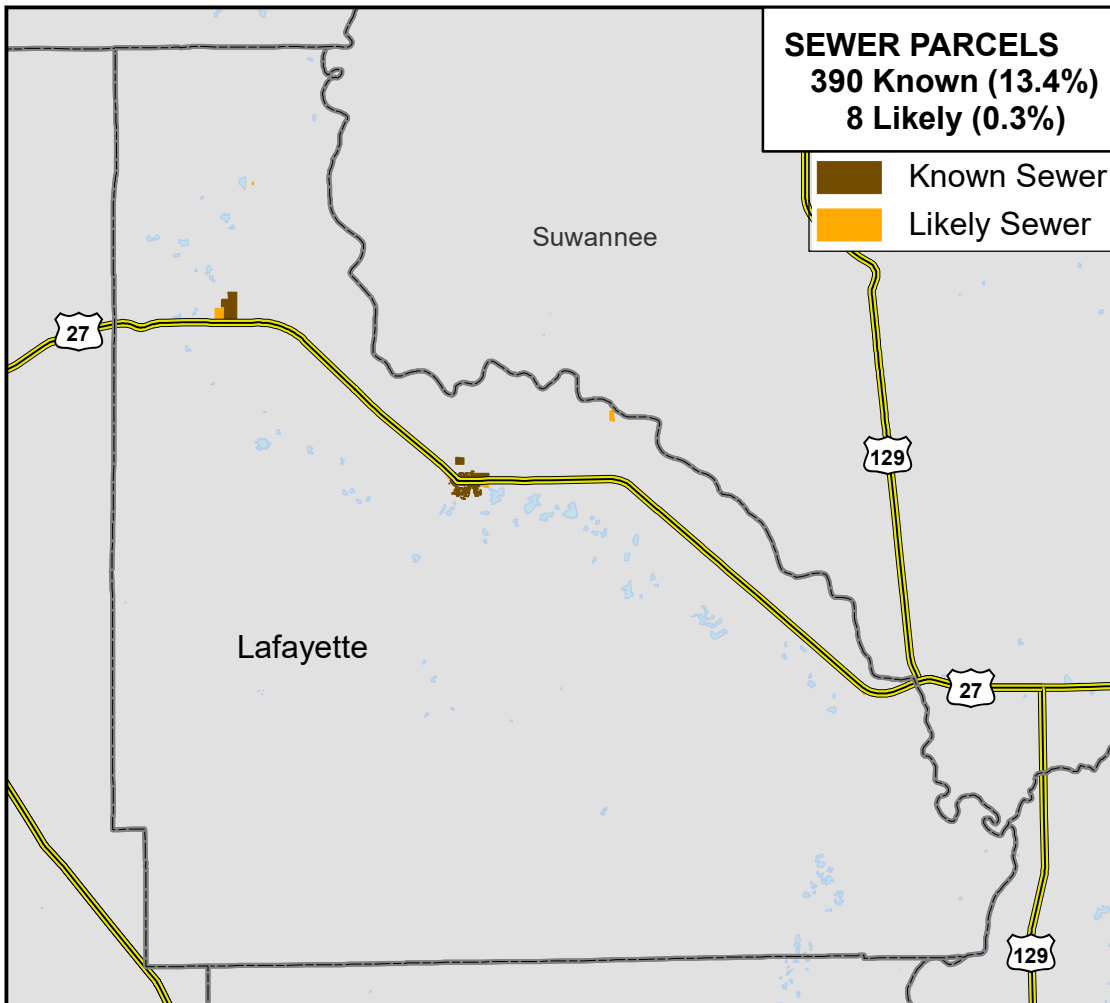 SEWER PARCELS
390 Known (13.4%)
8 Likely (0.3%)
Known Sewer
Likely Sewer
Suwannee
27
129
Lafayette
27
129